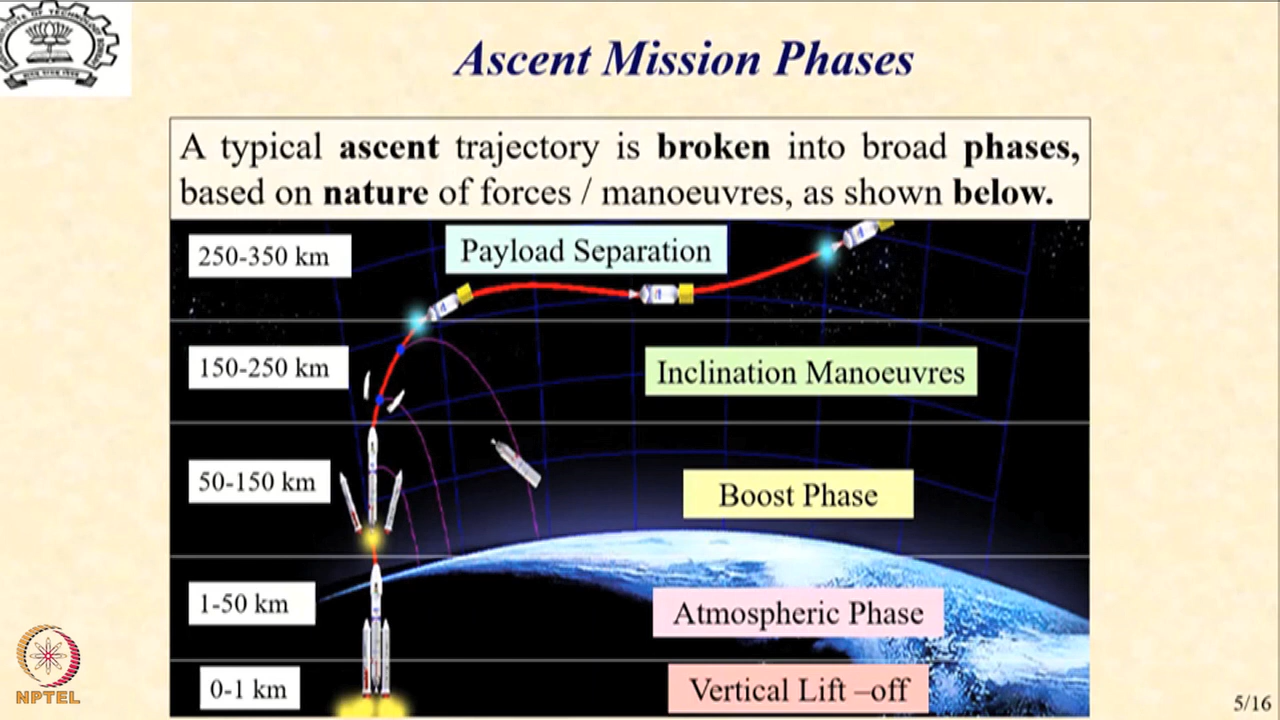 Ascent Mission Phases
A typical ascent trajectory is broken into broad phases,
based on nature of forces / manoeuvres, as shown below.
250-350 km
Payload Separation
150-250 km
Inclination Manoeuvres
50-150 km
Boost Phase
1-50 km
Atmospheric Phase
0-1 km
Vertical Lift –off
NPTEL
5/16